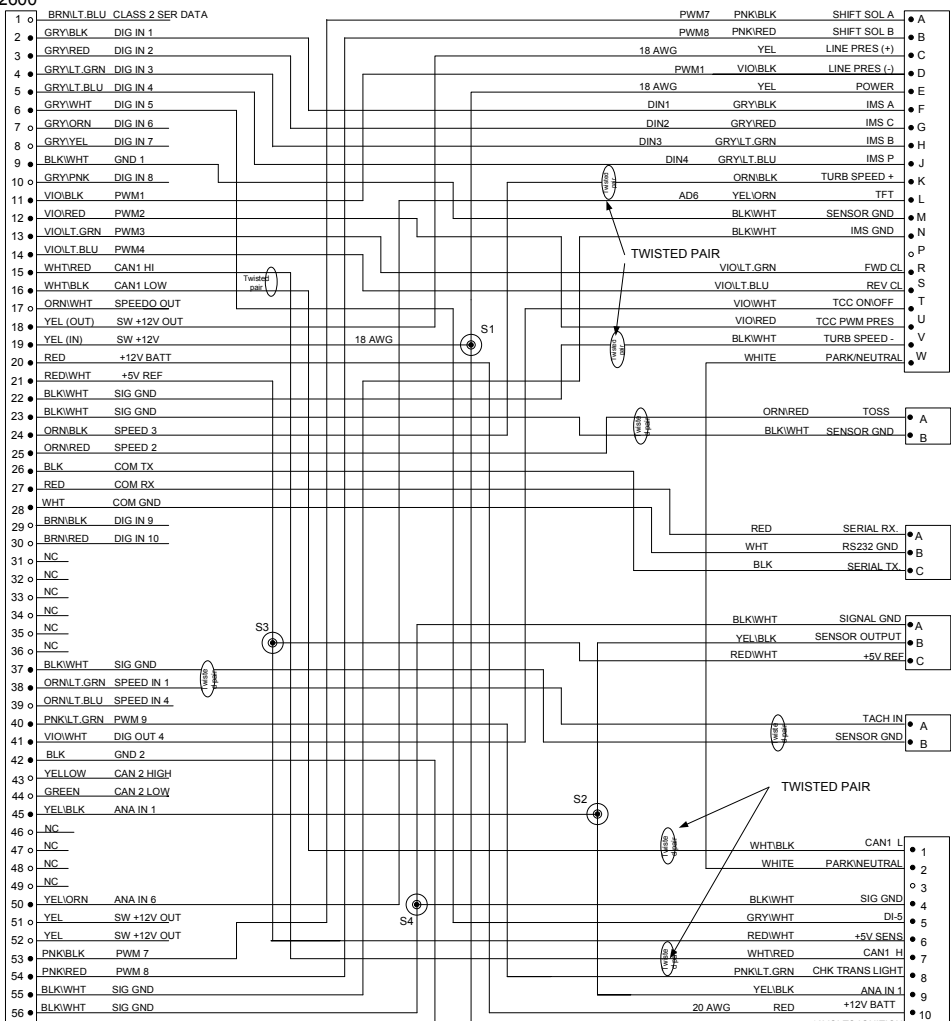 2600
1 BRN\LT.BLU CLASS 2 SER DATA
2 GRY\BLK DIG IN 1
3 GRY\RED DIG IN 2
4 GRY\LT.GRN DIG IN 3
5 GRY\LT.BLU DIG IN 4
6 GRY\WHT DIG IN 5
7 GRY\ORN DIG IN 6
8 GRY\YEL DIG IN 7
9 BLK\WHT GND 1
10 GRY\PNK DIG IN 8
11 VIO\BLK PWM1
12 VIO\RED PWM2
13 VIO\LT.GRN PWM3
14 VIO\LT.BLU PWM4
15 WHT\RED CAN1 HI
16 WHT\BLK CAN1 LOW
17 ORN\WHT SPEEDO OUT
18 YEL (OUT) SW +12V OUT
19 YEL (IN) SW +12V 18 AWG
20 RED +12V BATT
21 RED\WHT +5V REF
22 BLK\WHT SIG GND
23 BLK\WHT SIG GND
24 ORN\BLK SPEED 3
25 ORN\RED SPEED 2
26 BLK COM TX
27 RED COM RX
28 WHT COM GND
29 BRN\BLK DIG IN 9
30 BRN\RED DIG IN 10
31 NC
32 NC
33 NC
34 NC
35 NC
36 NC
37 BLK\WHT SIG GND
38 ORN\LT.GRN SPEED IN 1
39 ORN\LT.BLU SPEED IN 4
40 PNK\LT.GRN PWM 9
41 VIO\WHT DIG OUT 4
42 BLK GND 2
43 YELLOW CAN 2 HIGH
44 GREEN CAN 2 LOW
45 YEL\BLK ANA IN 1
46 NC
47 NC
48 NC
49 NC
50 YEL\ORN ANA IN 6
51 YEL SW +12V OUT
52 YEL SW +12V OUT
53 PNK\BLK PWM 7
54 PNK\RED PWM 8
55 BLK\WHT SIG GND
56 BLK\WHT SIG GND
Twisted
pair
Twiste
d pair
S1
S3
S2
S4
PWM7 PNK\BLK SHIFT SOL A A
PWM8 PNK\RED SHIFT SOL B B
18 AWG YEL LINE PRES (+) C
PWM1 VIO\BLK LINE PRES (-) D
18 AWG YEL POWER E
DIN1 GRY\BLK IMS A F
DIN2 GRY\RED IMS C G
DIN3 GRY\LT.GRN IMS B H
DIN4 GRY\LT.BLU IMS P J
ORN\BLK TURB SPEED + K
AD6 YEL\ORN TFT L
BLK\WHT SENSOR GND M
BLK\WHT IMS GND N
P
VIO\LT.GRN FWD CL R
VIO\LT.BLU REV CL S
VIO\WHT TCC ON\OFF T
VIO\RED TCC PWM PRES U
BLK\WHT TURB SPEED - V
WHITE PARK/NEUTRAL W
Twisted
pair
TWISTED PAIR
Twisted
pair
Twiste
d pair
ORN\RED TOSS A
BLK\WHT SENSOR GND B
RED SERIAL RX. A
WHT RS232 GND B
BLK SERIAL TX. C
BLK\WHT SIGNAL GND A
YEL\BLK SENSOR OUTPUT B
RED\WHT +5V REF C
Twiste
d pair
TACH IN A
SENSOR GND B
TWISTED PAIR
Twiste
d pair
WHT\BLK CAN1 L 1
WHITE PARK\NEUTRAL 2
3
BLK\WHT SIG GND 4
GRY\WHT DI-5 5
RED\WHT +5V SENS 6
Twiste
d pair
WHT\RED CAN1 H 7
PNK\LT.GRN CHK TRANS LIGHT 8
YEL\BLK ANA IN 1 9
20 AWG RED +12V BATT 10